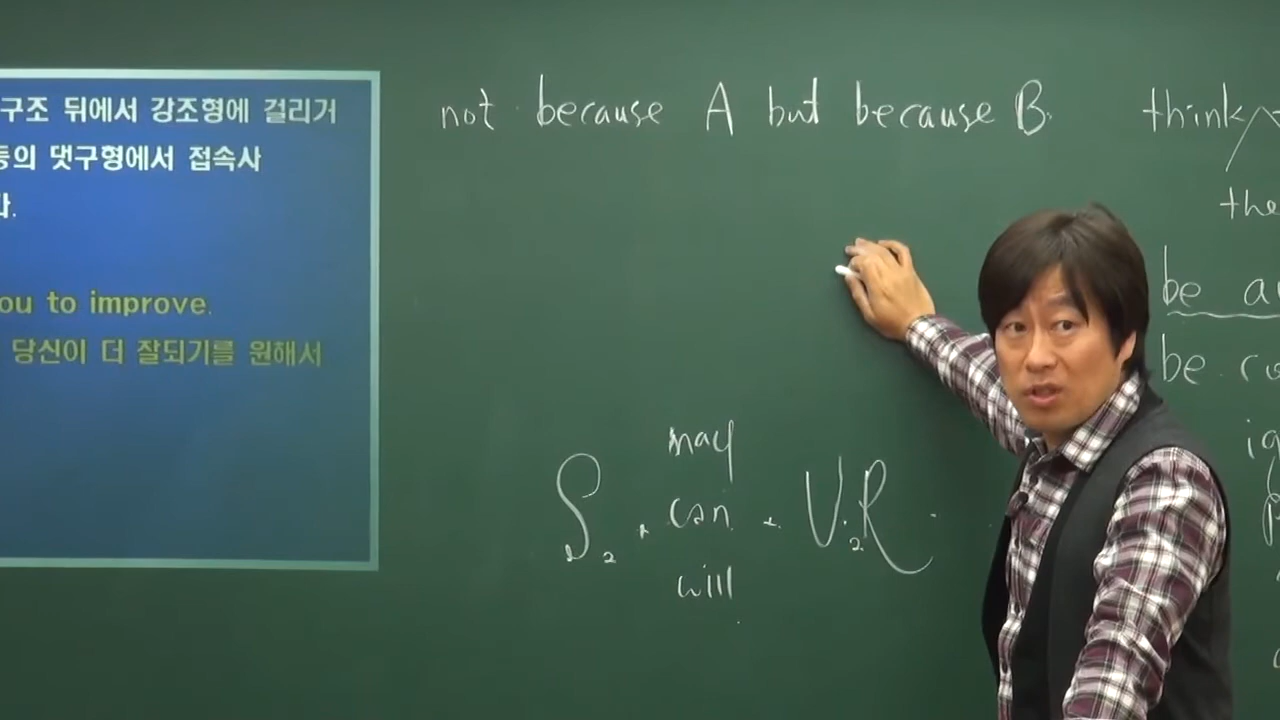 구조 뒤에서 강조형에 걸리거
등의 댓구형에서 접속사
ou to improve.
당신이 더 잘되기를 원해서
not because A but because B.
may
S₂ + can + V₂R
will
think
the
be
be